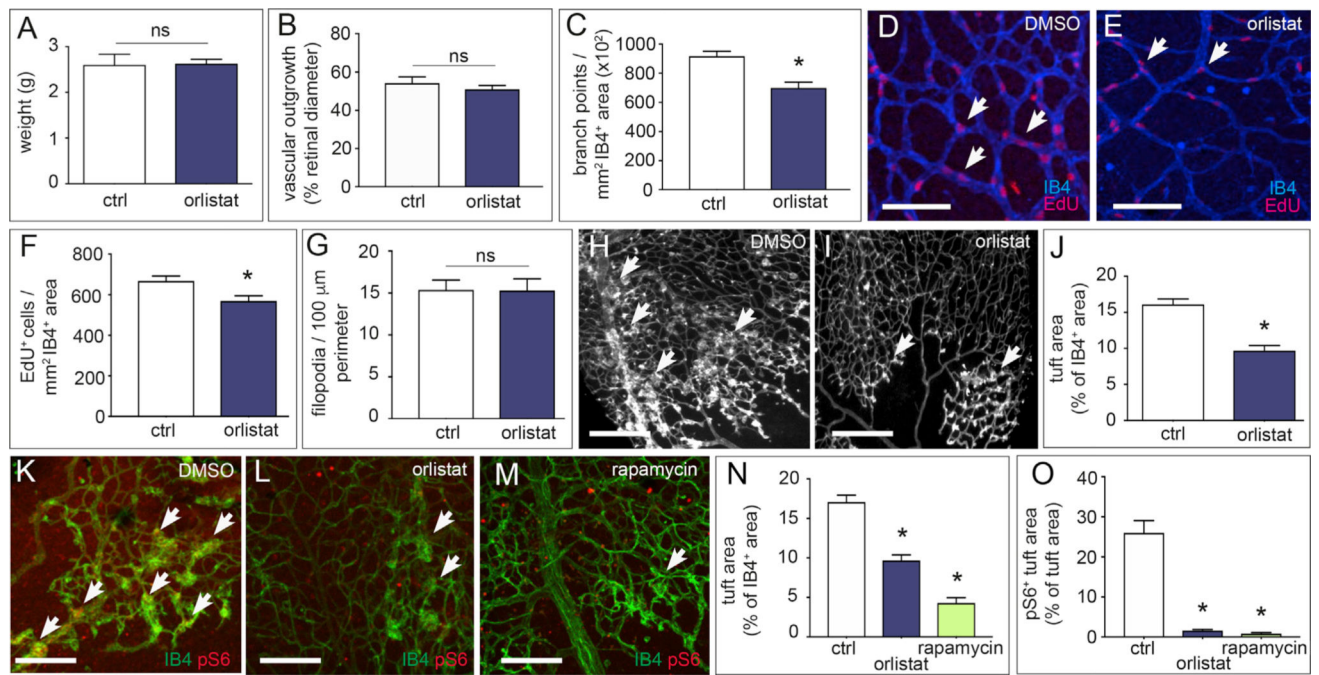 A
weight (g)
3
2
1
0
ns
ctrl
orlistat
B
vascular outgrowth
(% retinal diameter)
80
60
40
20
0
ns
ctrl
orlistat
C
branch points /
mm² IB4⁺ area (x10²)
1000
800
600
400
200
0
*
ctrl
orlistat
D
DMSO
IB4
EdU
E
orlistat
IB4
EdU
F
EdU⁺ cells /
mm² IB4⁺ area
800
600
400
200
0
*
ctrl
orlistat
G
filopodia / 100 µm
perimeter
20
15
10
5
0
ns
ctrl
orlistat
H
DMSO
I
orlistat
J
tuft area
(% of IB4⁺ area)
20
15
10
15
0
*
ctrl
orlistat
K
DMSO
IB4 pS6
L
orlistat
IB4 pS6
M
rapamycin
IB4 pS6
N
tuft area
(% of IB4⁺ area)
20
15
10
5
0
*
*
ctrl
rapamycin
orlistat
O
pS6⁺ tuft area
(% of tuft area)
40
30
20
10
0
*
*
ctrl
rapamycin
orlistat